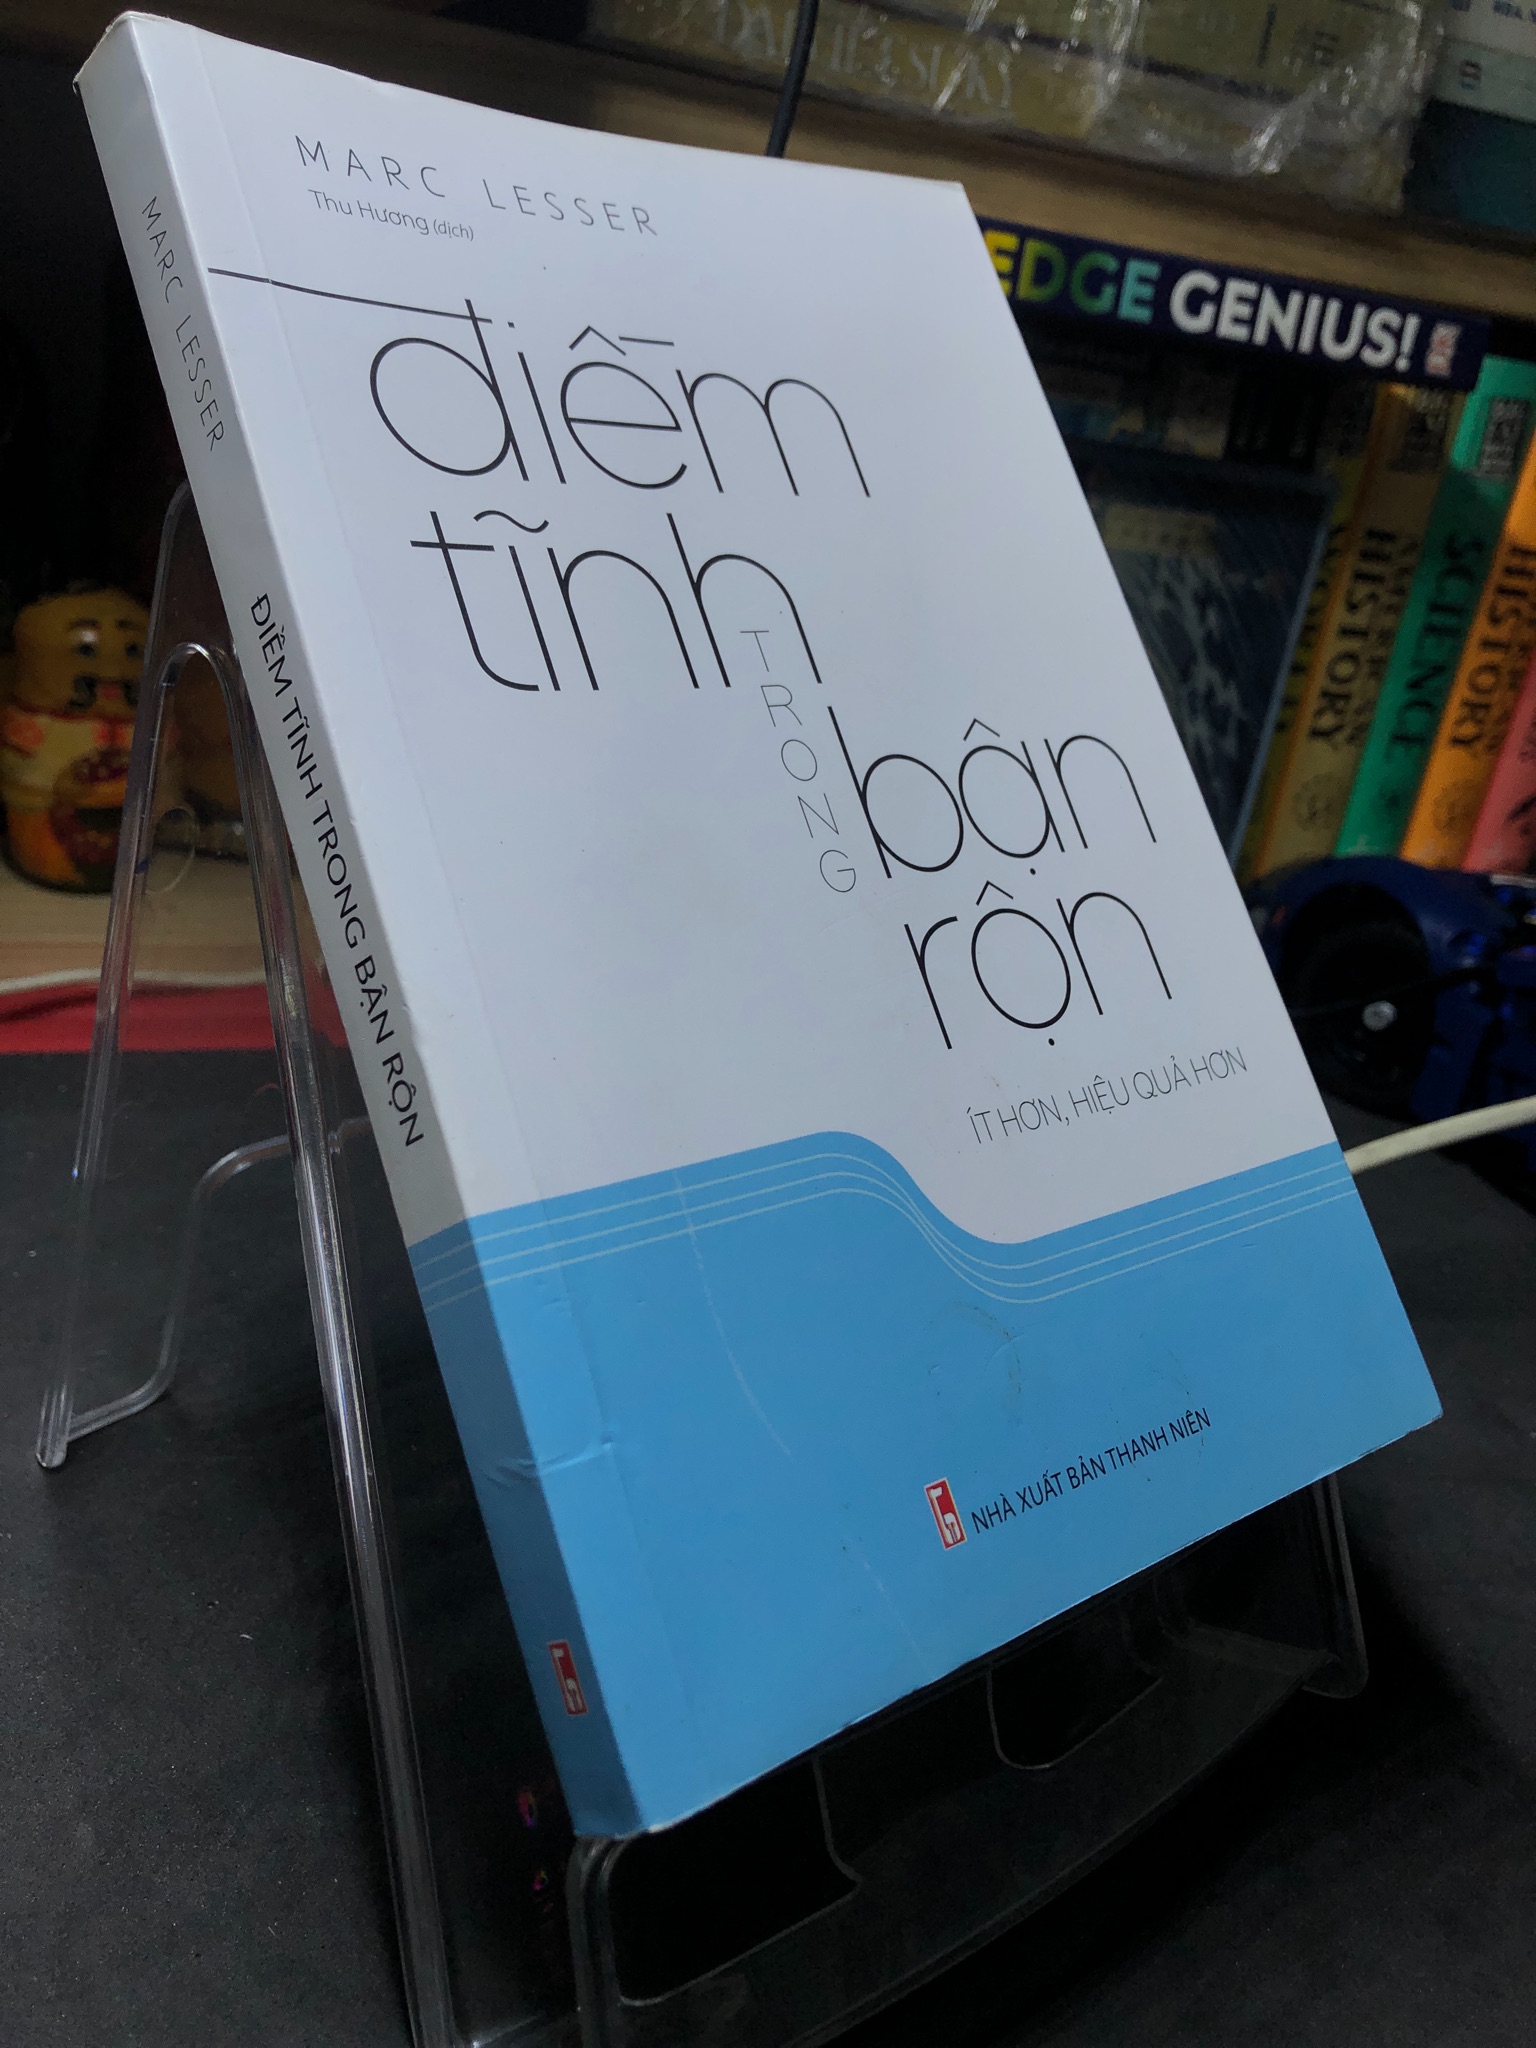 MARC LESSER
Thu Hương (dịch)
điềm
tĩnh
TRONG
bận
rộn
ÍT HƠN, HIỆU QUẢ HƠN
NHÀ XUẤT BẢN THANH NIÊN
MARC LESSER
ĐIỀM TĨNH TRONG BẬN RỘN
EDGE GENIUS!
HISTORY
SCIENCE
HISTORY